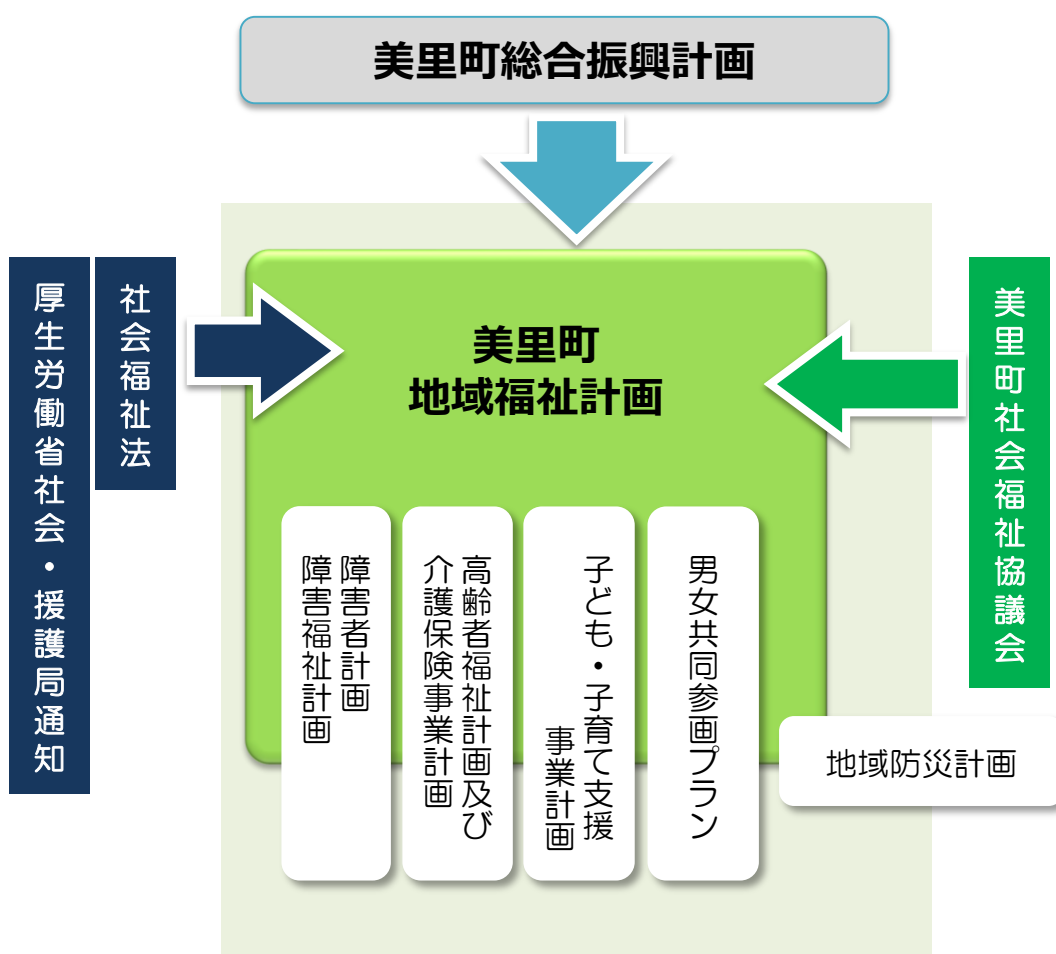 美里町総合振興計画
厚生労働省社会・援護局通知
社会福祉法
美里町
地域福祉計画
美里町社会福祉協議会
障害者計画
障害福祉計画
高齢者福祉計画及び
介護保険事業計画
子ども・子育て支援
事業計画
男女共同参画プラン
地域防災計画